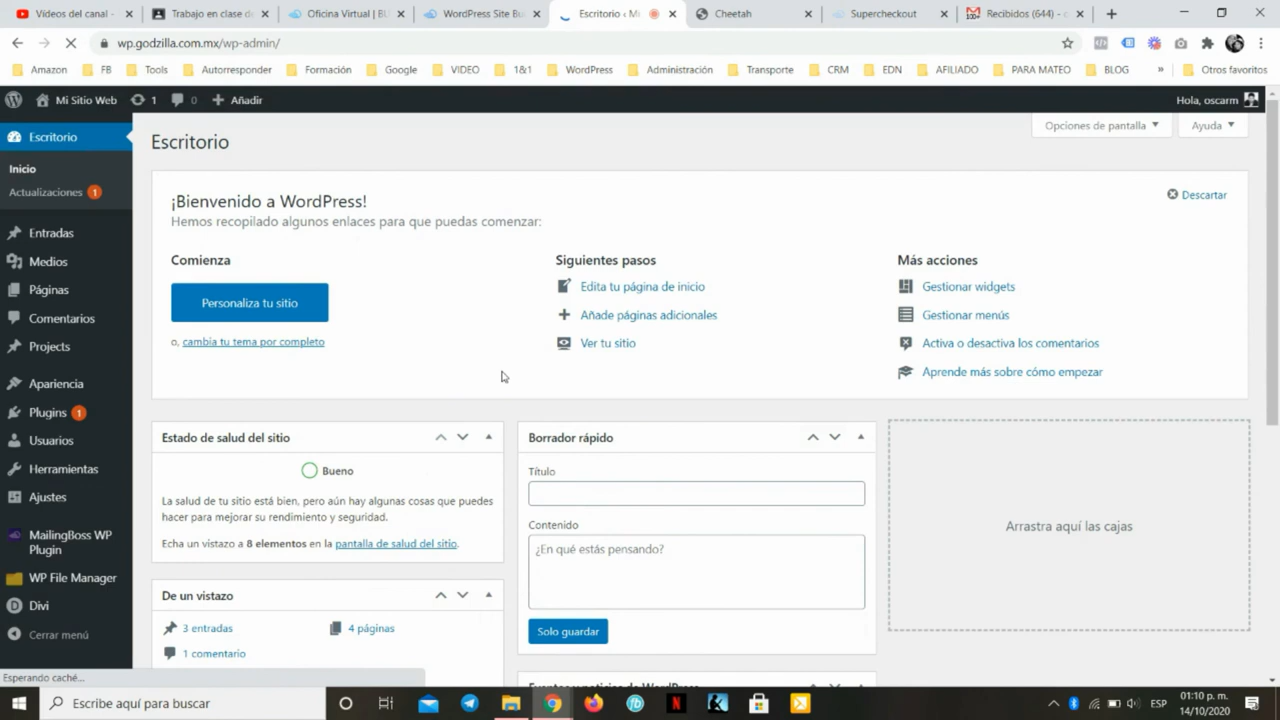 Vídeos del canal -
Trabajo en clase d
Oficina Virtual | BU
WordPress Site Bu
Escritorio ‹ Mi
Cheetah
Supercheckout
100+
Recibidos (644) - c
wp.godzilla.com.mx/wp-admin/
Amazon
FB
Tools
Autorresponder
Formación
Google
VIDEO
1&1
WordPress
Administración
Transporte
CRM
EDN
AFILIADO
PARA MATEO
BLOG
»
Otros favoritos
Mi Sitio Web
1
0
Añadir
Hola, oscarm
Escritorio
Inicio
Actualizaciones 1
Entradas
Medios
Páginas
Comentarios
Projects
Apariencia
Plugins 1
Usuarios
Herramientas
Ajustes
MailingBoss WP
Plugin
WP File Manager
Divi
Cerrar menú
Opciones de pantalla
Ayuda
Escritorio
¡Bienvenido a WordPress!
Descartar
Hemos recopilado algunos enlaces para que puedas comenzar:
Comienza
Personaliza tu sitio
o, cambia tu tema por completo
Siguientes pasos
Edita tu página de inicio
Añade páginas adicionales
Ver tu sitio
Más acciones
Gestionar widgets
Gestionar menús
Activa o desactiva los comentarios
Aprende más sobre cómo empezar
Estado de salud del sitio
Bueno
La salud de tu sitio está bien, pero aún hay algunas cosas que puedes
hacer para mejorar su rendimiento y seguridad.
Echa un vistazo a 8 elementos en la pantalla de salud del sitio.
De un vistazo
3 entradas
4 páginas
1 comentario
Borrador rápido
Título
Contenido
¿En qué estás pensando?
Solo guardar
Eventos y noticias de WordPress
Arrastra aquí las cajas
Esperando caché...
Escribe aquí para buscar
ESP
01:10 p. m.
14/10/2020